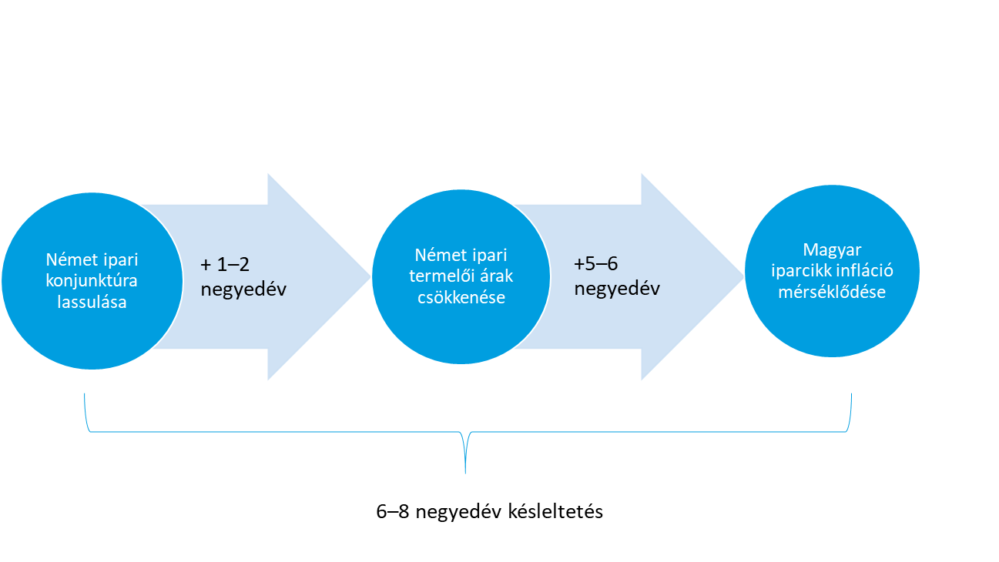 Német ipari
konjunktúra
lassulása
+ 1–2
negyedév
Német ipari
termelői árak
csökkenése
+5–6
negyedév
Magyar
iparcikk infláció
mérséklődése
6–8 negyedév késleltetés